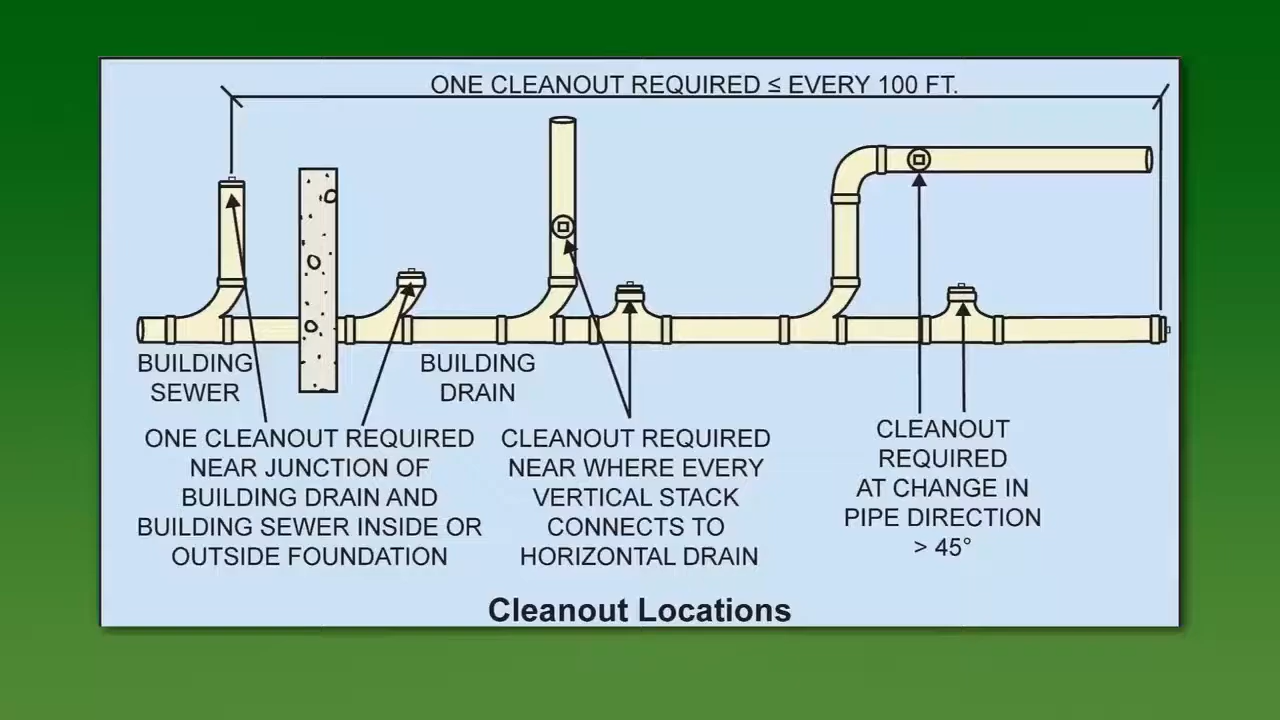 ONE CLEANOUT REQUIRED ≤ EVERY 100 FT.
BUILDING
SEWER
BUILDING
DRAIN
ONE CLEANOUT REQUIRED
NEAR JUNCTION OF
BUILDING DRAIN AND
BUILDING SEWER INSIDE OR
OUTSIDE FOUNDATION
CLEANOUT REQUIRED
NEAR WHERE EVERY
VERTICAL STACK
CONNECTS TO
HORIZONTAL DRAIN
CLEANOUT
REQUIRED
AT CHANGE IN
PIPE DIRECTION
> 45°
Cleanout Locations